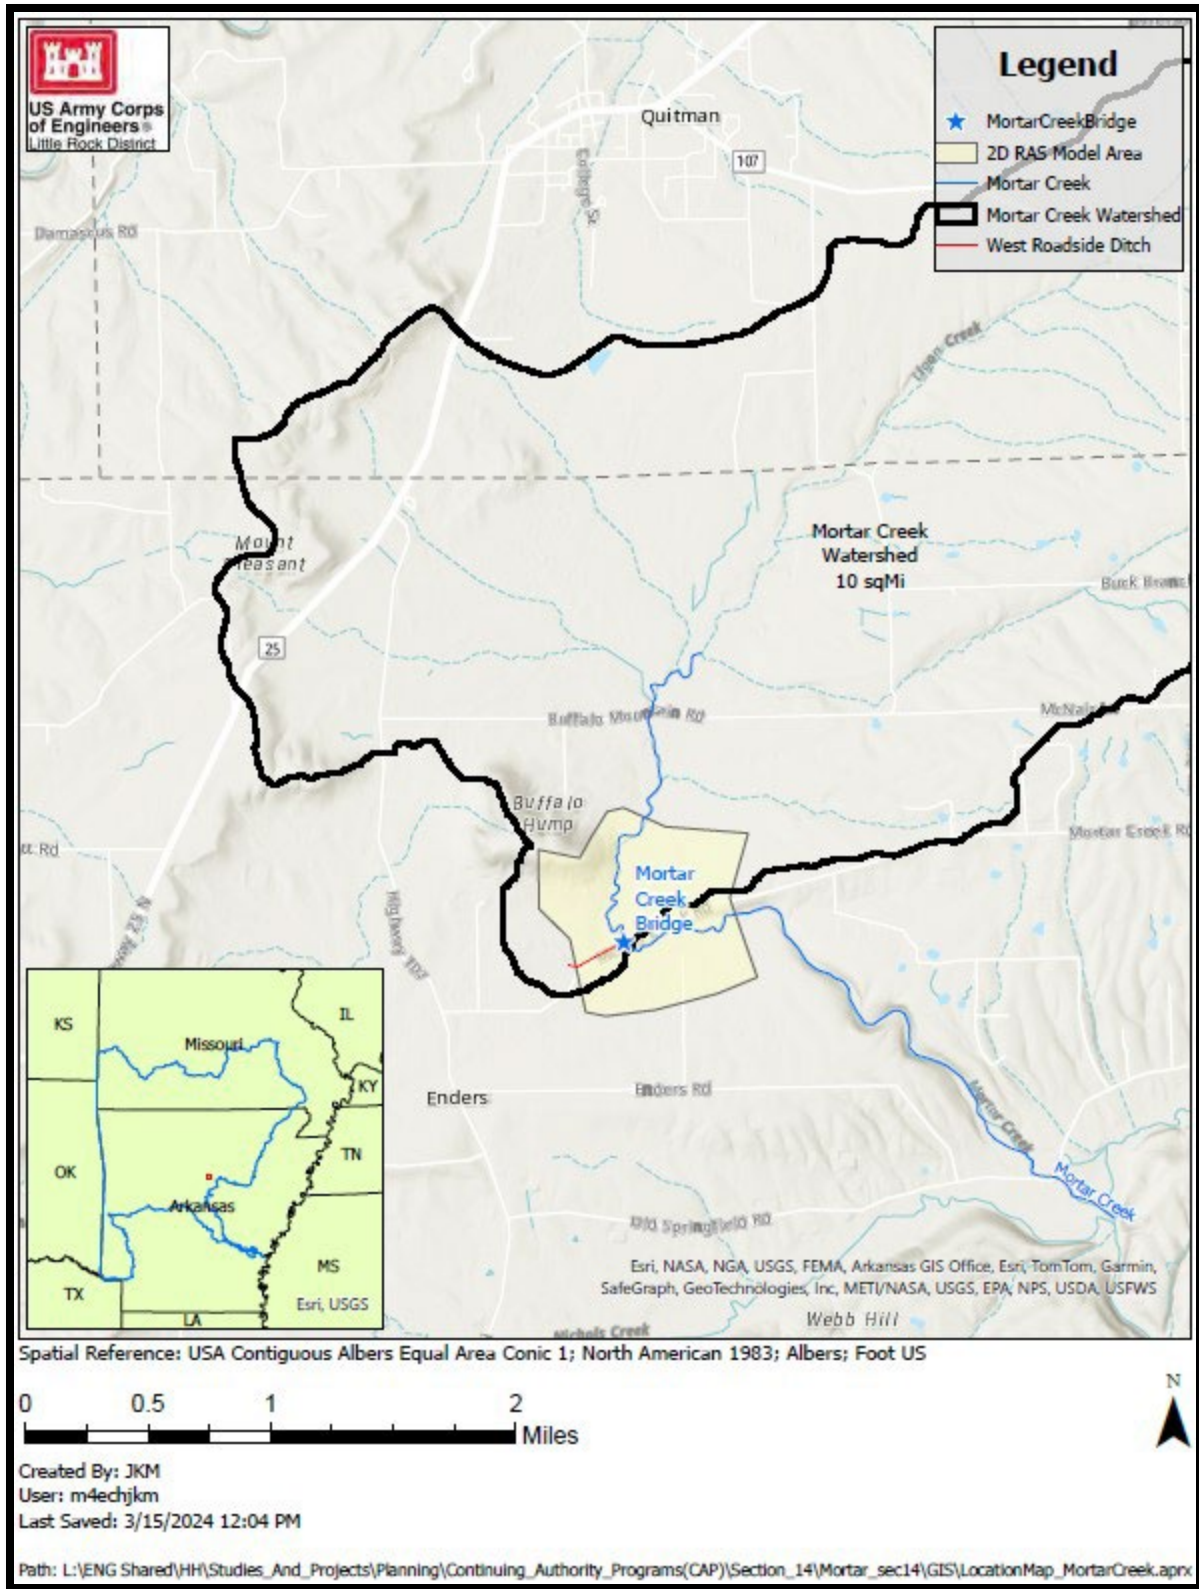 US Army Corps
of Engineers®
Little Rock District
Legend
MortarCreekBridge
2D RAS Model Area
Mortar Creek
Mortar Creek Watershed
West Roadside Ditch
Quitman
107
College St
Damascus Rd
Creek
Mount
Pleasant
Mortar Creek
Watershed
10 sqMi
Buck Branch
25
Buffalo Mountain Rd
McNair
Buffalo
Hump
Mortar Creek Rd
Rd
Mortar
Creek
Bridge
Highway 107
KS
Missouri
IL
KY
OK
TN
Arkansas
MS
TX
LA
Esri, USGS
Enders
Enders Rd
Mortar Creek
Mortar Creek
Old Springfield Rd
Esri, NASA, NGA, USGS, FEMA, Arkansas GIS Office, Esri, TomTom, Garmin,
SafeGraph, GeoTechnologies, Inc, METI/NASA, USGS, EPA, NPS, USDA, USFWS
Webb Hill
Nichols Creek
Spatial Reference: USA Contiguous Albers Equal Area Conic 1; North American 1983; Albers; Foot US
0 0.5 1 2
Miles
N
Created By: JKM
User: m4echjkm
Last Saved: 3/15/2024 12:04 PM
Path: L:\ENG Shared\HH\Studies_And_Projects\Planning\Continuing_Authority_Programs(CAP)\Section_14\Mortar_sec14\GIS\LocationMap_MortarCreek.aprx